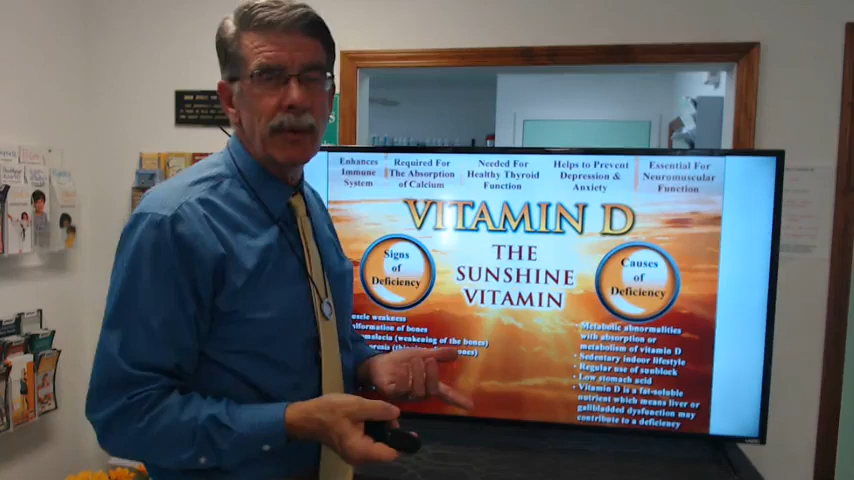 Enhances
Immune
System
Required For
The Absorption
of Calcium
Needed For
Healthy Thyroid
Function
Helps to Prevent
Depression &
Anxiety
Essential For
Neuromuscular
Function
VITAMIN D
THE
SUNSHINE
VITAMIN
Signs
of
Deficiency
weakness
malformation of bones
(weakening of the bones)
Causes
of
Deficiency
• Metabolic abnormalities
with absorption or
metabolism of vitamin D
• Sedentary indoor lifestyle
• Regular use of sunblock
• Low stomach acid
• Vitamin D is a fat-soluble
nutrient which means liver or
gallbladder dysfunction may
contribute to a deficiency